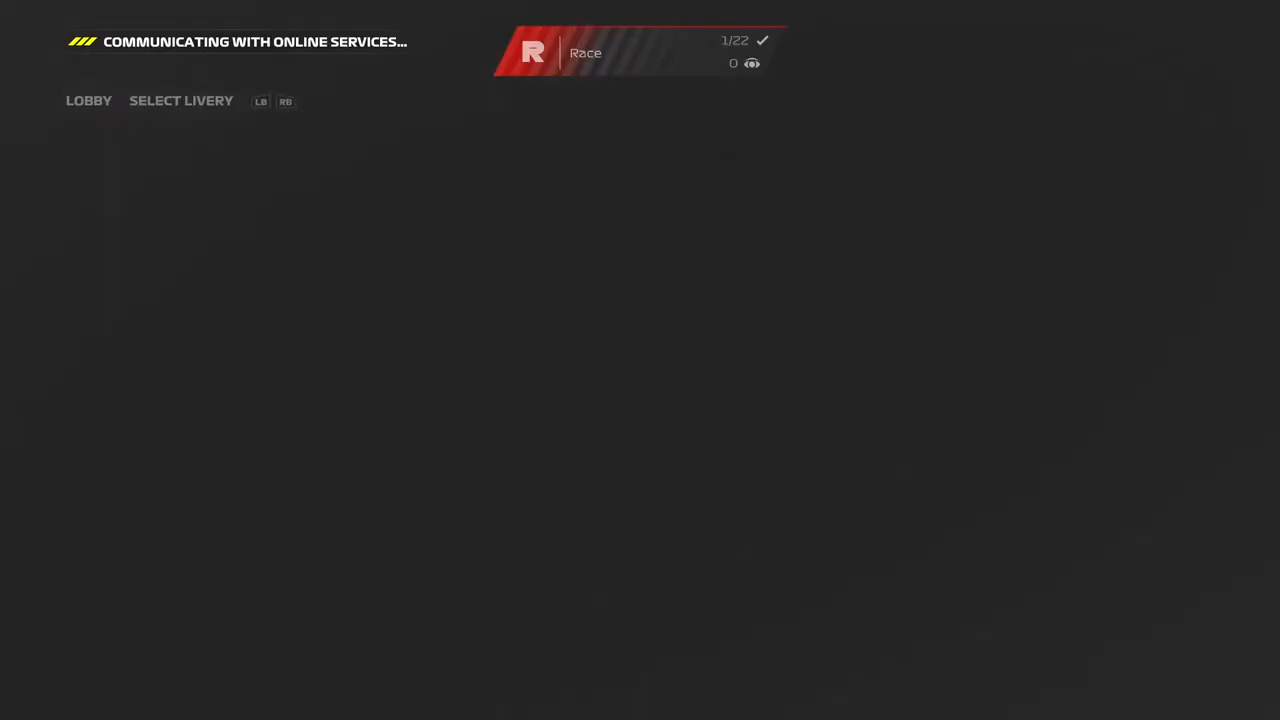 COMMUNICATING WITH ONLINE SERVICES...
R Race
1/22
0
LOBBY SELECT LIVERY LB RB